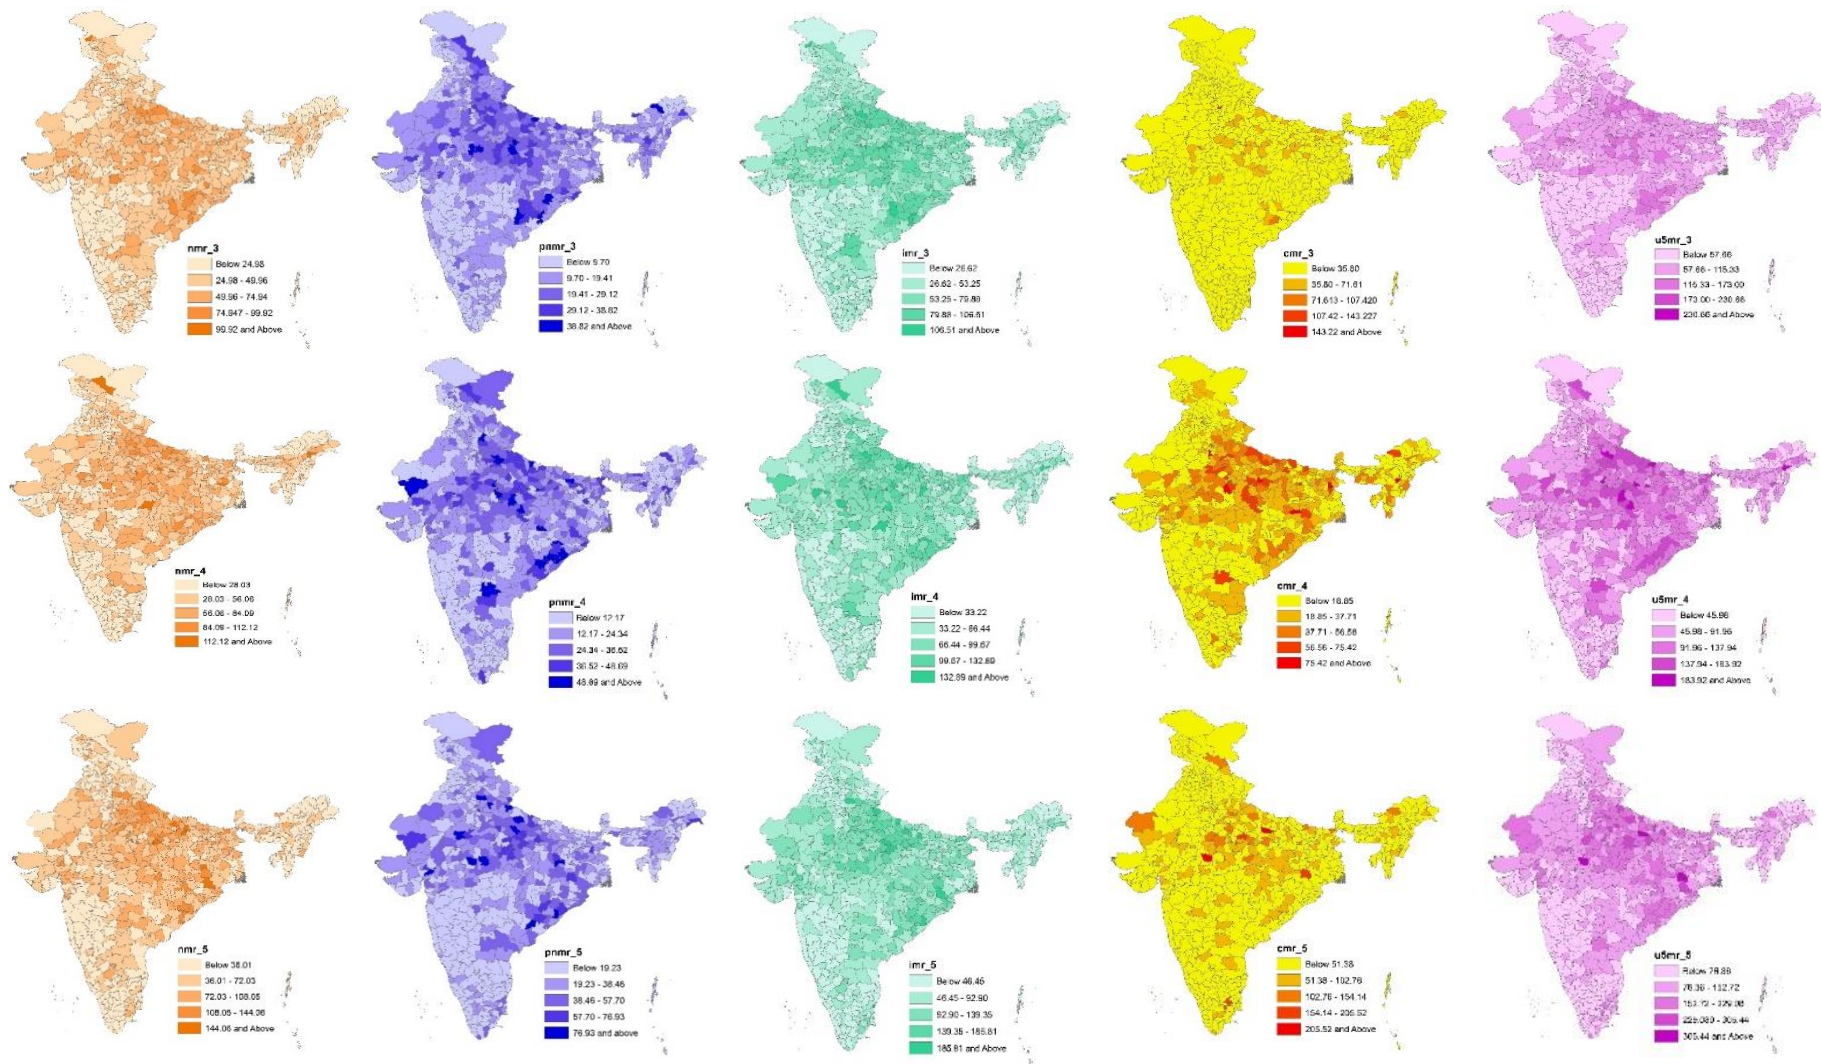 nmr_3
Below 24.98
24.98 - 49.96
49.96 - 74.94
74.947 - 99.92
99.92 and Above
pnmr_3
Below 9.70
9.70 - 19.41
19.41 - 29.12
29.12 - 38.82
38.82 and Above
imr_3
Below 26.62
26.62 - 53.25
53.25 - 79.88
79.88 - 106.51
106.51 and Above
cmr_3
Below 35.80
35.80 - 71.61
71.613 - 107.420
107.42 - 143.227
143.22 and Above
u5mr_3
Below 57.66
57.66 - 115.33
115.33 - 173.00
173.00 - 230.66
230.66 and Above
nmr_4
Below 28.03
28.03 - 56.06
56.06 - 84.09
84.09 - 112.12
112.12 and Above
pnmr_4
Below 12.17
12.17 - 24.34
24.34 - 36.52
36.52 - 48.69
48.69 and Above
imr_4
Below 33.22
33.22 - 66.44
66.44 - 99.67
99.67 - 132.89
132.89 and Above
cmr_4
Below 18.85
18.85 - 37.71
37.71 - 56.56
56.56 - 75.42
75.42 and Above
u5mr_4
Below 45.98
45.98 - 91.96
91.96 - 137.94
137.94 - 183.92
183.92 and Above
nmr_5
Below 36.01
36.01 - 72.03
72.03 - 108.05
108.05 - 144.06
144.06 and Above
pnmr_5
Below 19.23
19.23 - 38.46
38.46 - 57.70
57.70 - 76.93
76.93 and above
imr_5
Below 46.45
46.45 - 92.90
92.90 - 139.35
139.35 - 185.81
185.81 and Above
cmr_5
Below 51.38
51.38 - 102.76
102.76 - 154.14
154.14 - 205.52
205.52 and Above
u5mr_5
Below 76.36
76.36 - 152.72
152.72 - 229.08
229.080 - 305.44
305.44 and Above